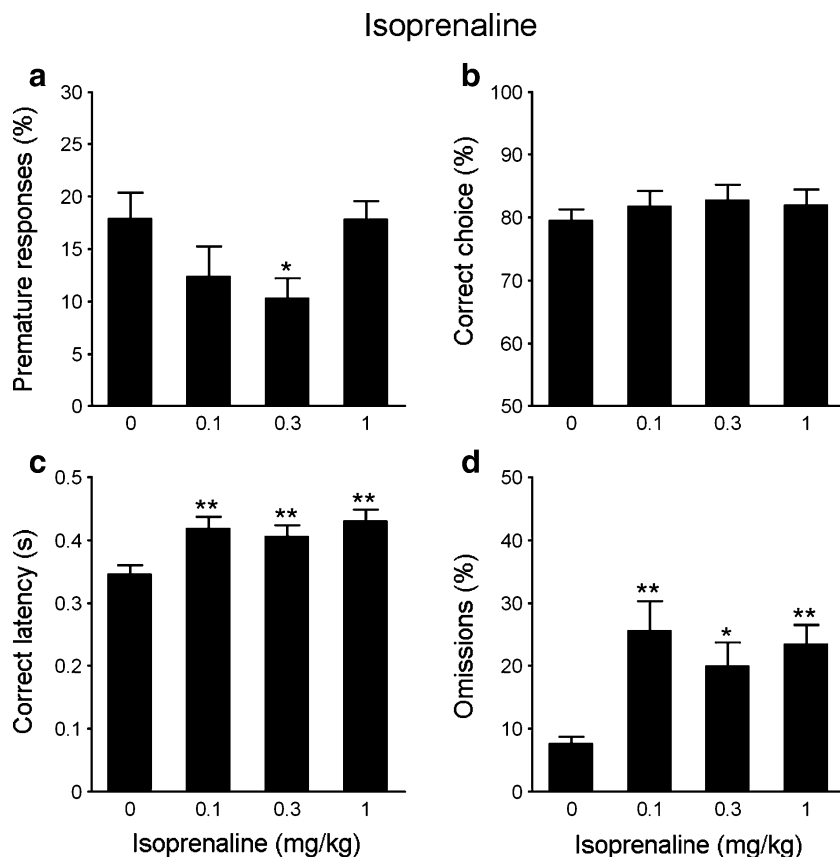 Isoprenaline
a
Premature responses (%)
30
25
20
15
10
5
0
*
0 0.1 0.3 1
b
Correct choice (%)
100
90
80
70
60
50
0 0.1 0.3 1
c
Correct latency (s)
0.5
0.4
0.3
0.2
0.1
0
** ** **
0 0.1 0.3 1
Isoprenaline (mg/kg)
d
Omissions (%)
50
40
30
20
10
0
** * **
0 0.1 0.3 1
Isoprenaline (mg/kg)